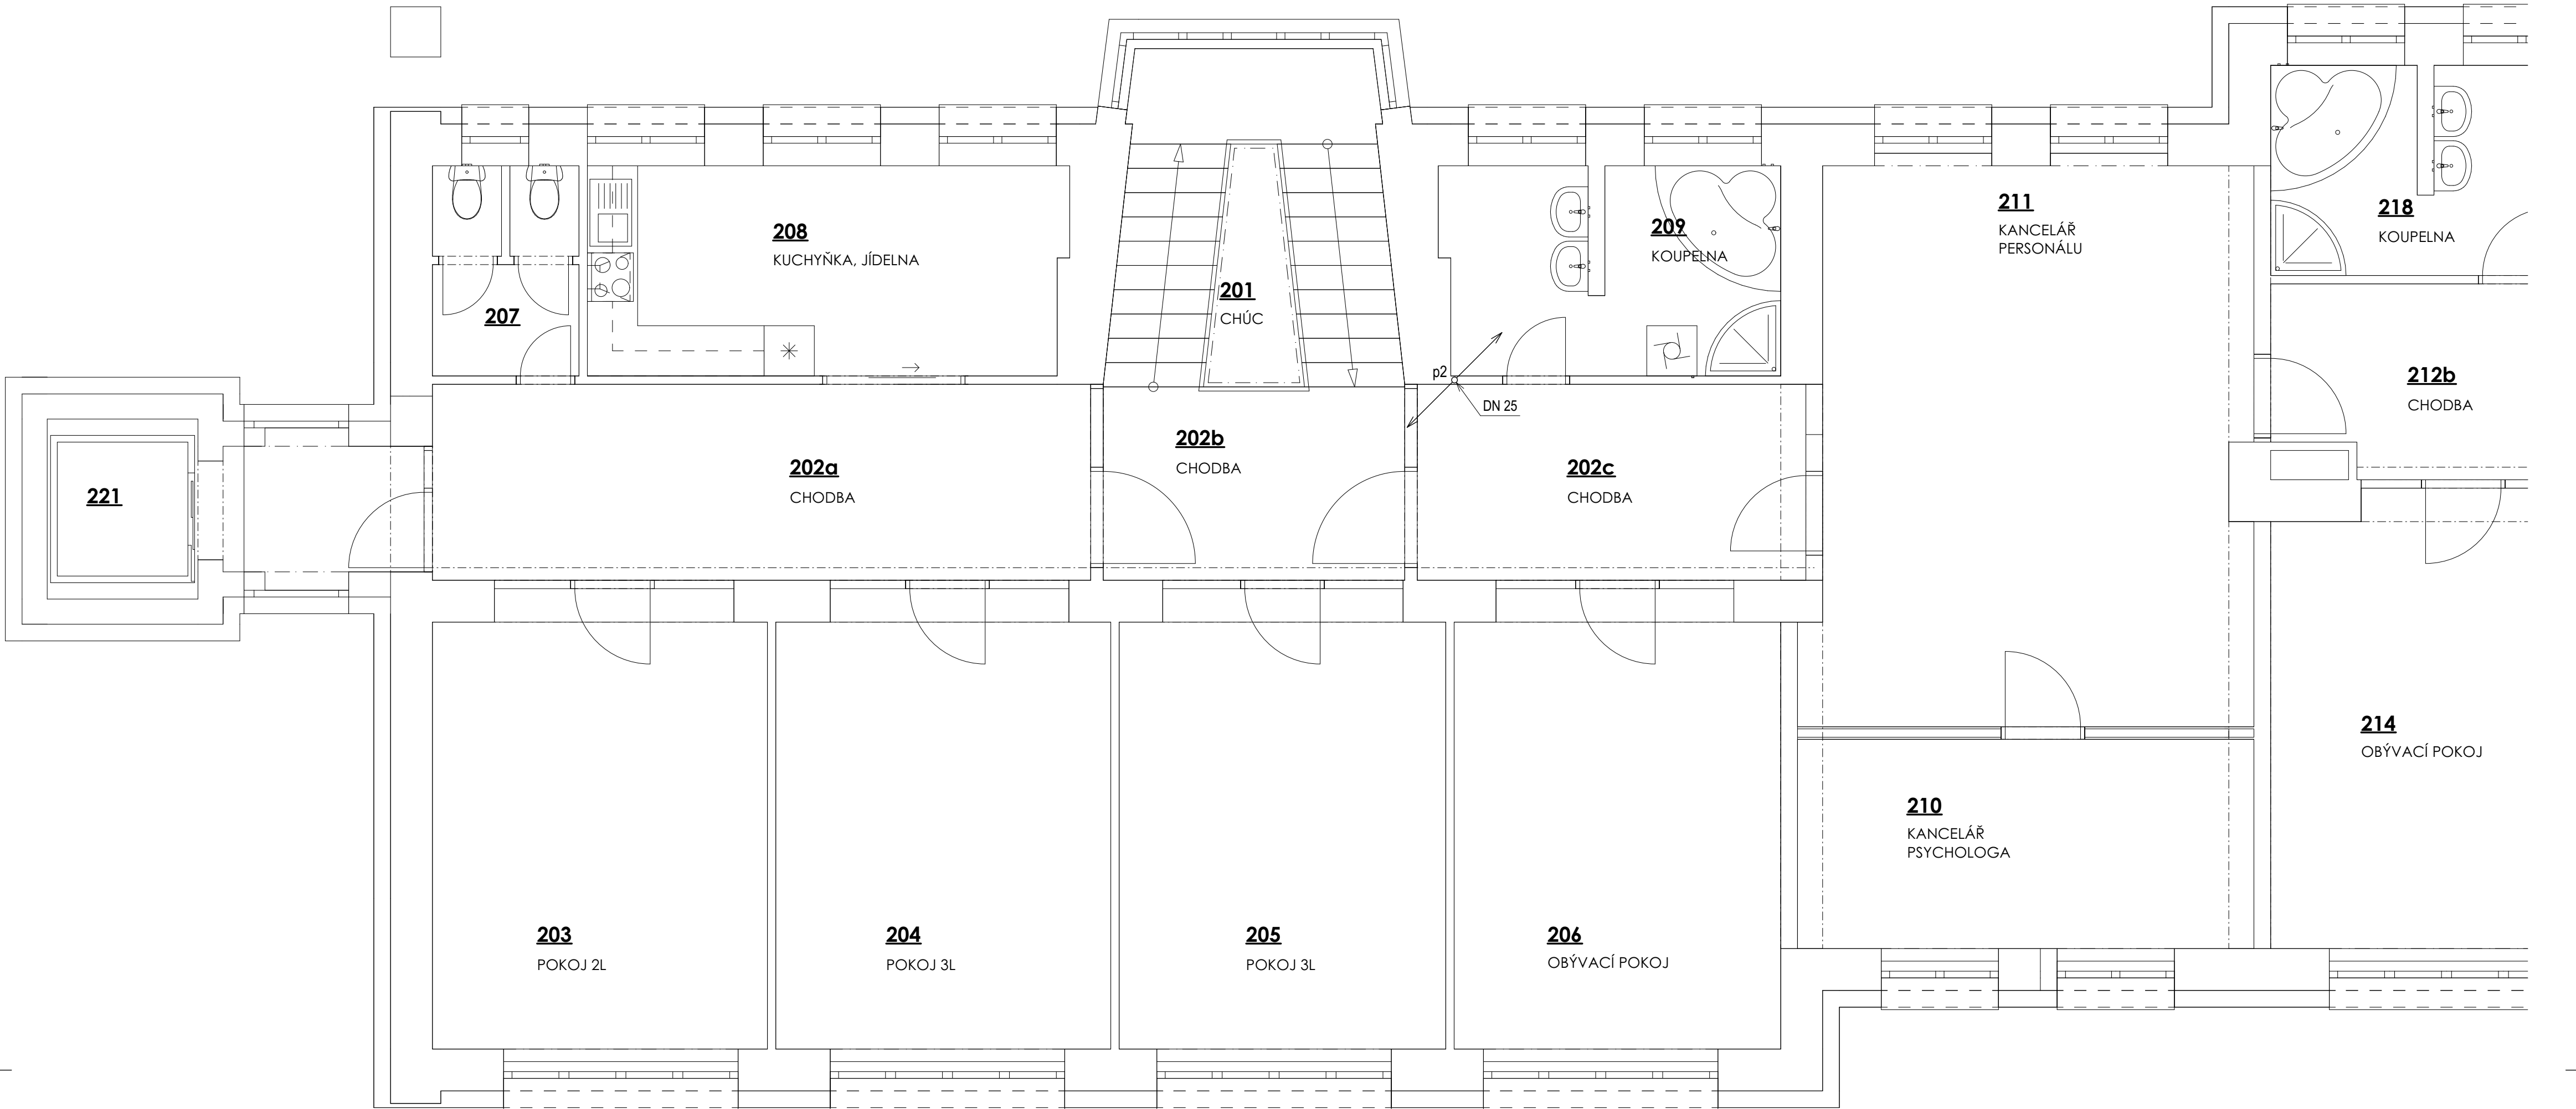 211
KANCELÁŘ
PERSONÁLU
218
KOUPELNA
208
KUCHYŇKA, JÍDELNA
209
KOUPELNA
201
CHÚC
207
p2
DN 25
212b
CHODBA
202b
CHODBA
202a
CHODBA
202c
CHODBA
221
214
OBÝVACÍ POKOJ
210
KANCELÁŘ
PSYCHOLOGA
203
POKOJ 2L
204
POKOJ 3L
205
POKOJ 3L
206
OBÝVACÍ POKOJ